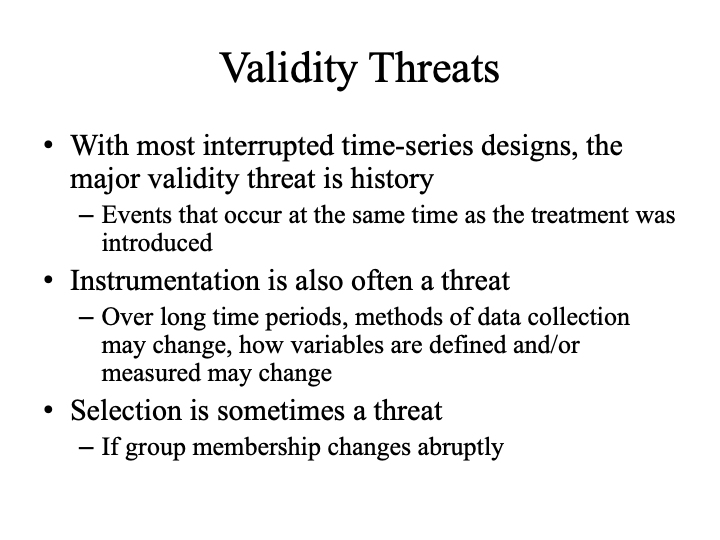 Validity Threats
• With most interrupted time-series designs, the
major validity threat is history
– Events that occur at the same time as the treatment was
introduced
• Instrumentation is also often a threat
– Over long time periods, methods of data collection
may change, how variables are defined and/or
measured may change
• Selection is sometimes a threat
– If group membership changes abruptly